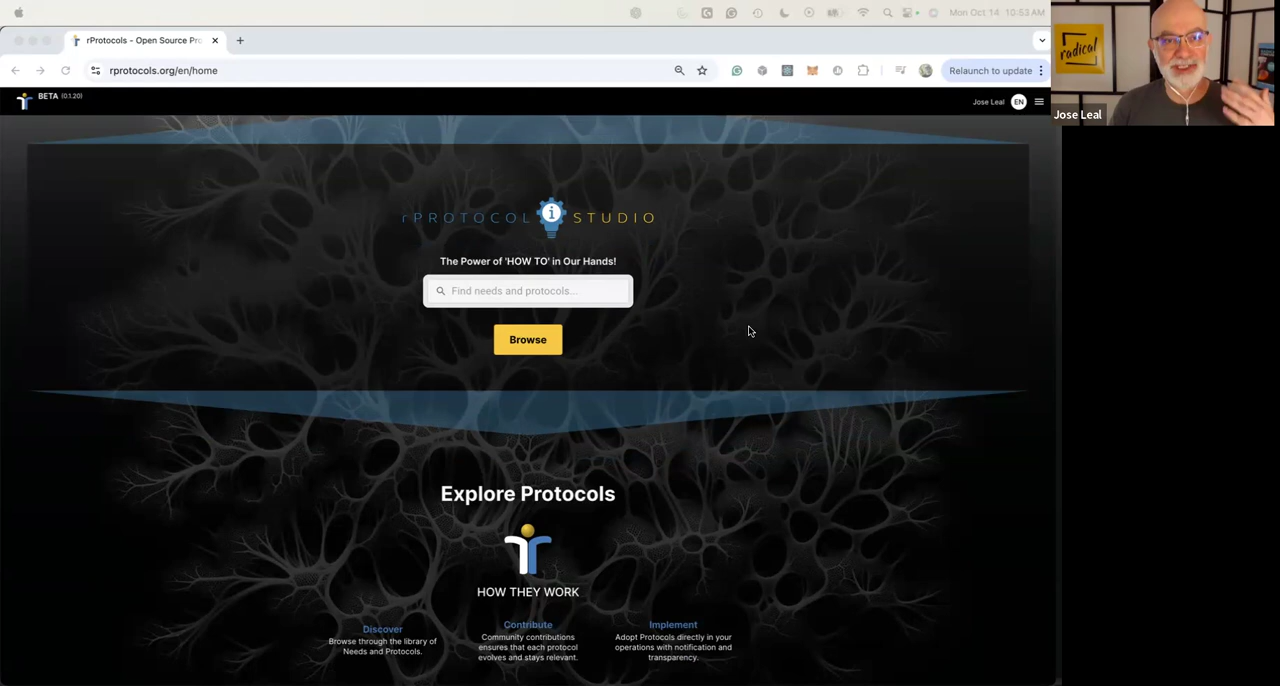 Mon Oct 14 10:53 AM
rProtocols - Open Source Pro
rprotocols.org/en/home
Relaunch to update
BETA (0.1.20)
Jose Leal
EN
rPROTOCOL STUDIO
The Power of 'HOW TO' in Our Hands!
Find needs and protocols...
Browse
Explore Protocols
HOW THEY WORK
Discover
Browse through the library of
Needs and Protocols.
Contribute
Community contributions
ensures that each protocol
evolves and stays relevant.
Implement
Adopt Protocols directly in your
operations with notification and
transparency.
radical
Jose Leal